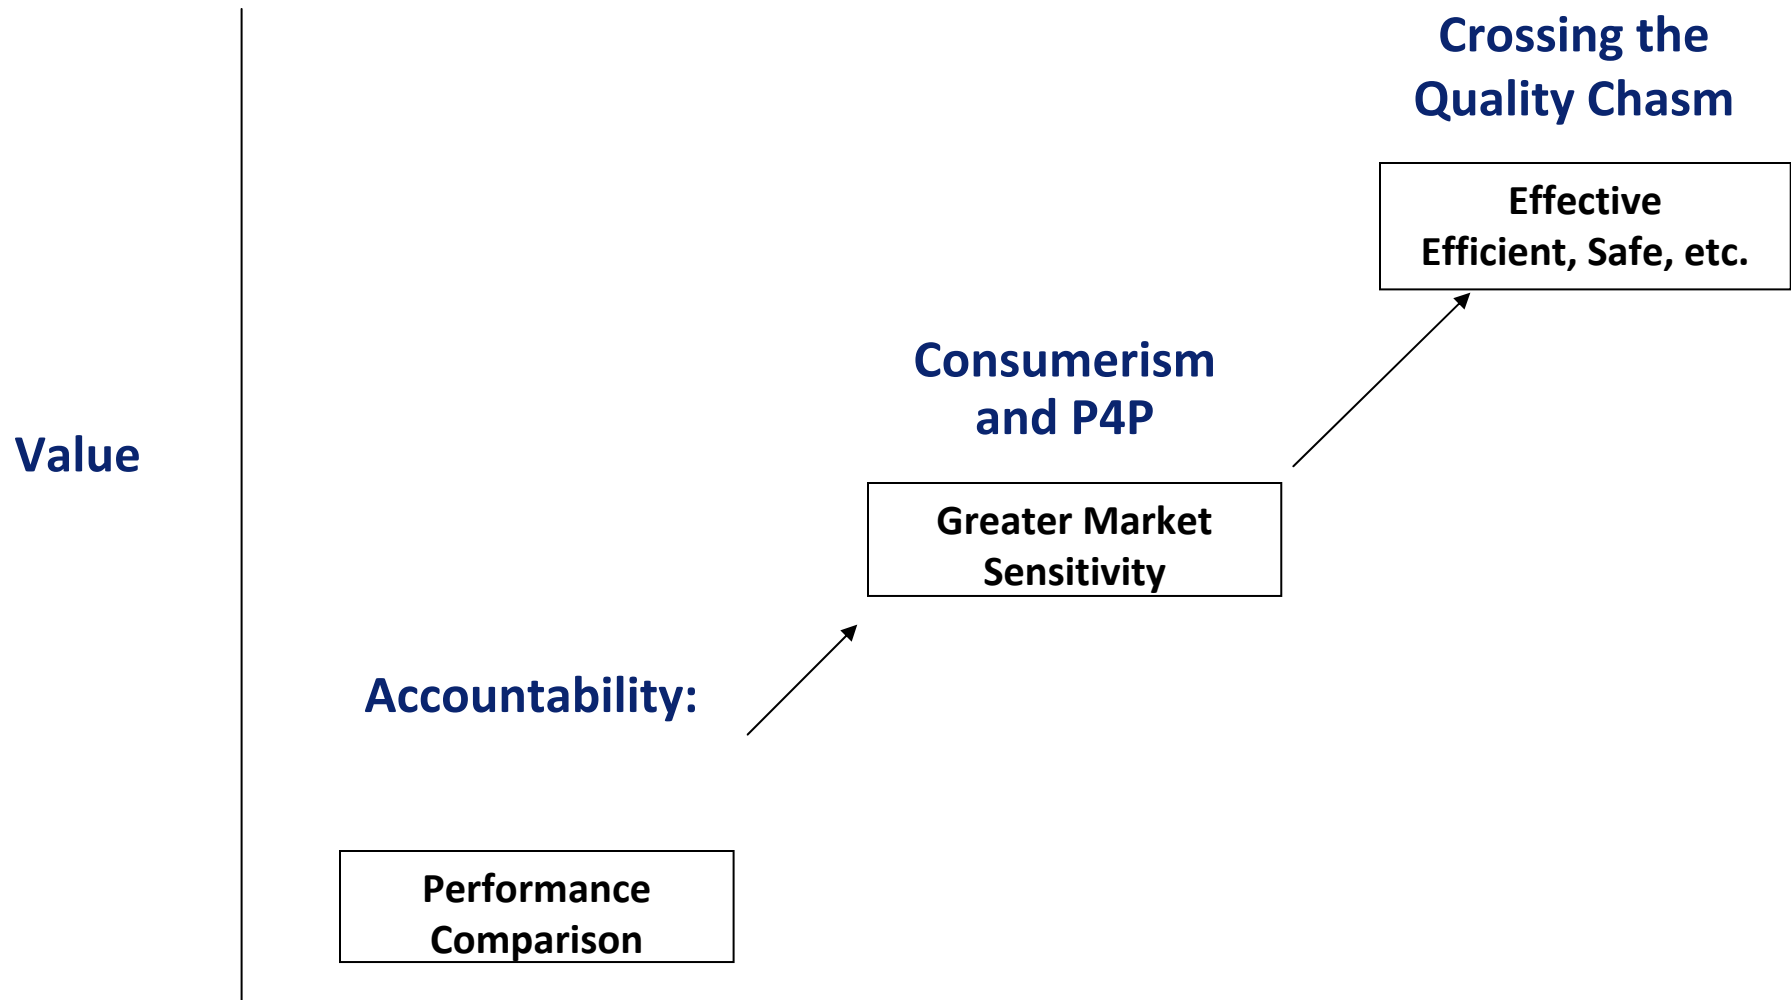 Crossing the
Quality Chasm
Effective
Efficient, Safe, etc.
Consumerism
and P4P
Value
Greater Market
Sensitivity
Accountability:
Performance
Comparison